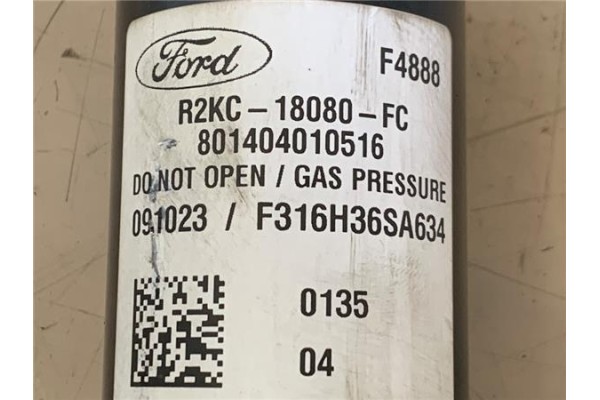 Ford F4888
R2KC-18080-FC
801404010516
DO NOT OPEN / GAS PRESSURE
091023 / F316H36SA634
0135
04